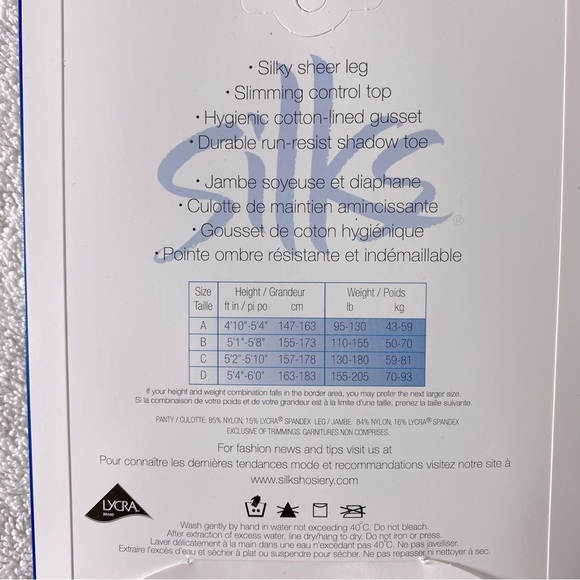 • Silky sheer leg
• Slimming control top
• Hygienic cotton-lined gusset
• Durable run-resist shadow toe
silks®
• Jambe soyeuse et diaphane
• Culotte de maintien amincissante
• Gousset de coton hygiénique
• Pointe ombre résistante et indémaillable
Size Height / Grandeur Weight / Poids
Taille ft in / pi po cm lb kg
A 4'10"-5'4" 147-163 95-130 43-59
B 5'1"-5'8" 155-173 110-155 50-70
C 5'2"-5'10" 157-178 130-180 59-81
D 5'4"-6'0" 163-183 155-205 70-93
If your height and weight combination falls in the border area, you may prefer the next larger size.
Si la combinaison de votre poids et de votre grandeur est à la limite d'une taille, prenez la taille suivante.
PANTY / CULOTTE: 85% NYLON, 15% LYCRA® SPANDEX LEG / JAMBE: 84% NYLON, 16% LYCRA® SPANDEX
EXCLUSIVE OF TRIMMINGS. GARNITURES NON COMPRISES.
For fashion news and tips visit us at
Pour connaître les dernières tendances mode et recommandations visitez notre site à
www.silkshosiery.com
LYCRA®
BRAND
Wash gently by hand in water not exceeding 40°C. Do not bleach.
After extraction of excess water, line dry/hang to dry. Do not iron or press.
Laver délicatement à la main dans une eau n'excédant pas 40°C. Ne pas javelliser.
Extraire l'excès d'eau et sécher à plat ou suspendre pour sécher. Ne pas repasser ni nettoyer à sec.